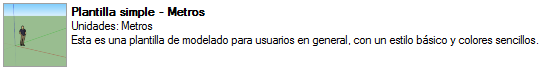 Plantilla simple - Metros
Unidades: Metros
Esta es una plantilla de modelado para usuarios en general, con un estilo básico y colores sencillos.